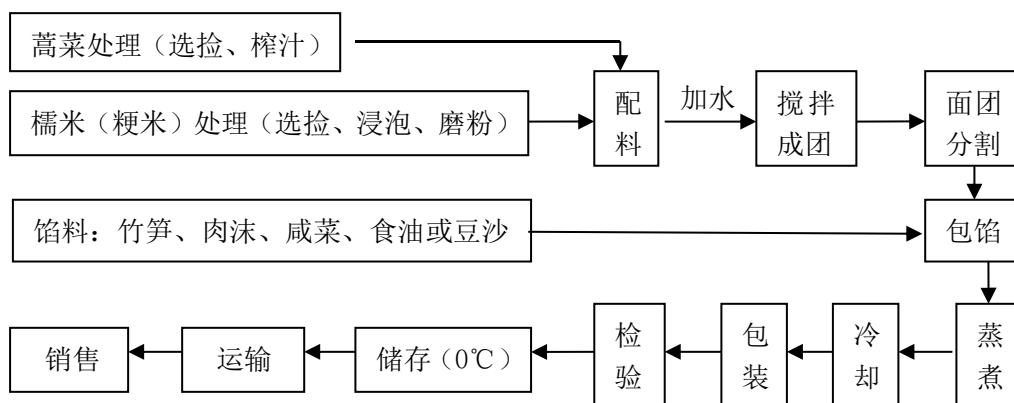 蒿菜处理（选捡、榨汁）
檽米（粳米）处理（选捡、浸泡、磨粉）
配
料
加水
搅拌
成团
面团
分割
馅料：竹笋、肉沫、咸菜、食油或豆沙
包馅
蒸
煮
冷
却
包
装
检
验
储存（0℃）
运输
销售